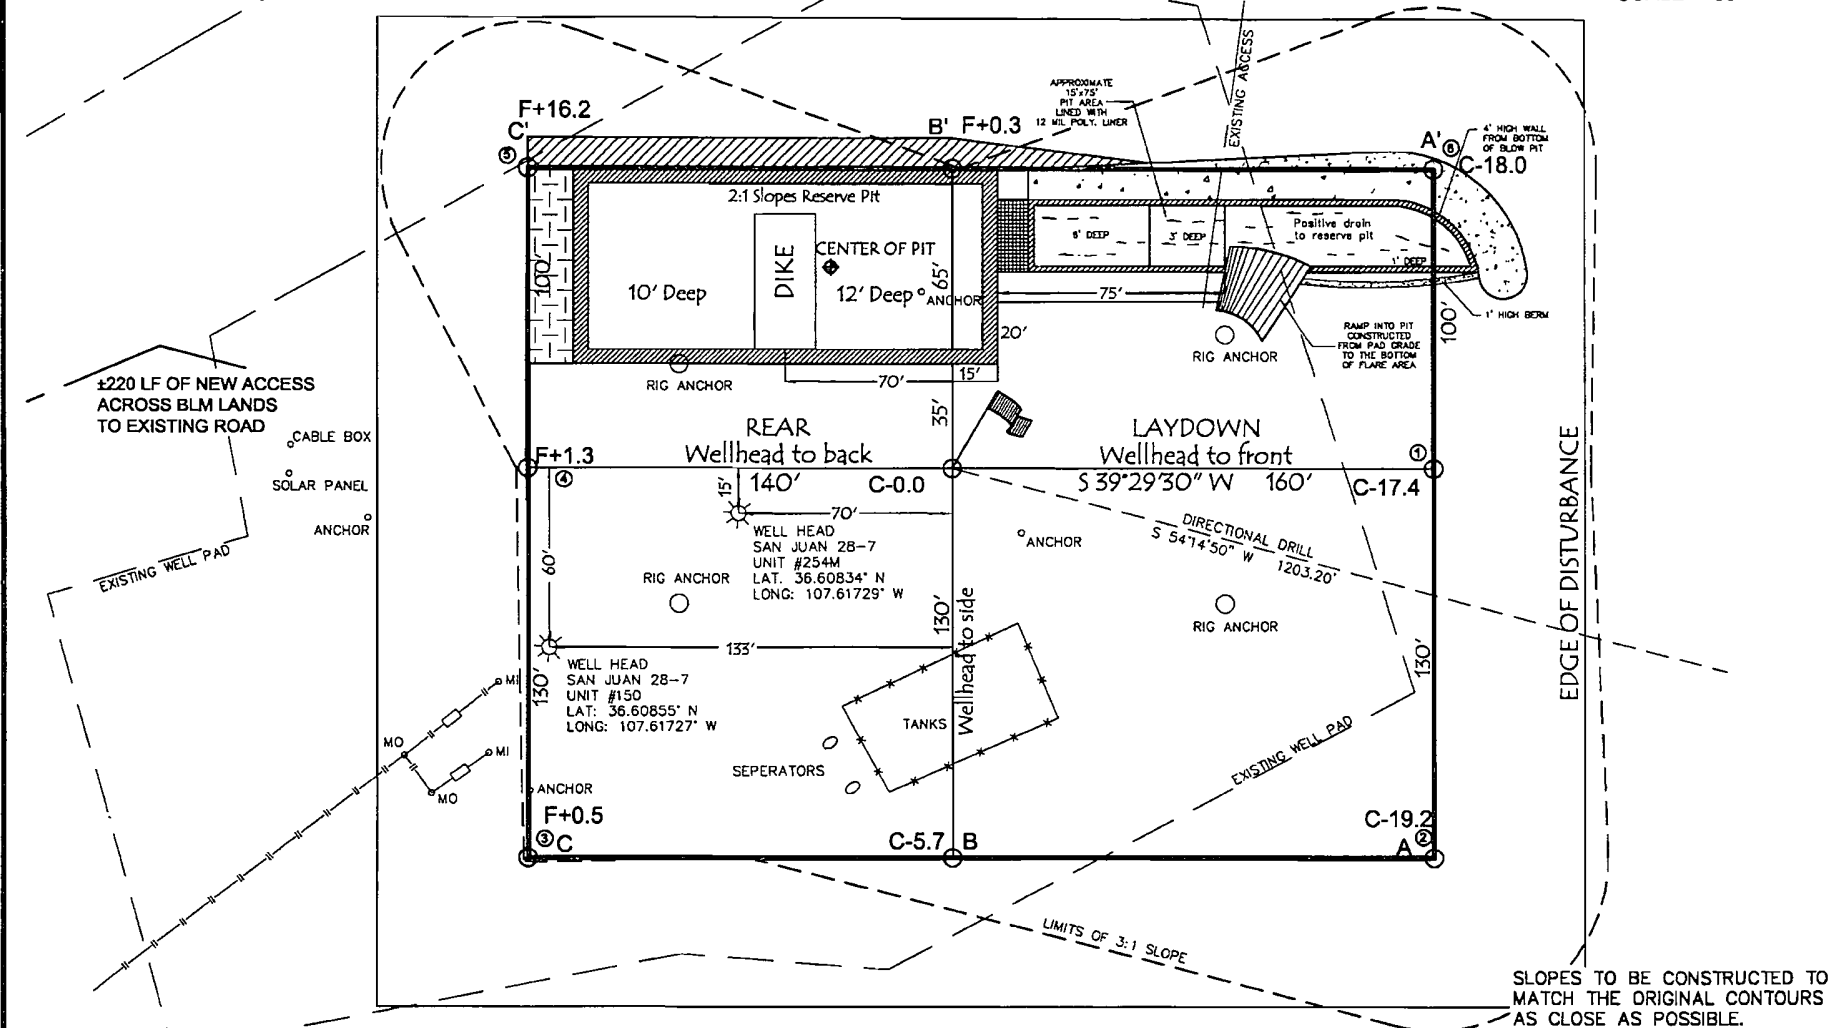 APPROXIMATE
15'x75'
PIT AREA
LINED WITH
12 MIL POLY. LINER
EXISTING ACCESS
F+16.2
C'
⑤
B' F+0.3
A' ⑥
C-18.0
4' HIGH WALL
FROM BOTTOM
OF BLOW PIT
2:1 Slopes Reserve Pit
100'
DIKE
CENTER OF PIT
10' Deep
12' Deep
65'
ANCHOR
6' DEEP
3' DEEP
Positive drain
to reserve pit
1' DEEP
75'
20'
100'
1' HIGH BERM
RIG ANCHOR
RAMP INTO PIT
CONSTRUCTED
FROM PAD GRADE
TO THE BOTTOM
OF FLARE AREA
RIG ANCHOR
70'
15'
35'
±220 LF OF NEW ACCESS
ACROSS BLM LANDS
TO EXISTING ROAD
CABLE BOX
SOLAR PANEL
ANCHOR
EXISTING WELL PAD
REAR
Wellhead to back
140'
LAYDOWN
Wellhead to front
S 39°29'30" W 160'
F+1.3
④
C-0.0
①
C-17.4
15'
70'
WELL HEAD
SAN JUAN 28-7
UNIT #254M
LAT. 36.60834° N
LONG: 107.61729° W
60'
RIG ANCHOR
ANCHOR
DIRECTIONAL DRILL
S 54°14'50" W 1203.20'
RIG ANCHOR
130'
Wellhead to side
133'
WELL HEAD
SAN JUAN 28-7
UNIT #150
LAT: 36.60855° N
LONG: 107.61727° W
130'
130'
EDGE OF DISTURBANCE
MI
MO
MI
MO
TANKS
SEPERATORS
EXISTING WELL PAD
ANCHOR
F+0.5
③ C
C-5.7 B
C-19.2
A ②
LIMITS OF 3:1 SLOPE
SLOPES TO BE CONSTRUCTED TO
MATCH THE ORIGINAL CONTOURS
AS CLOSE AS POSSIBLE.